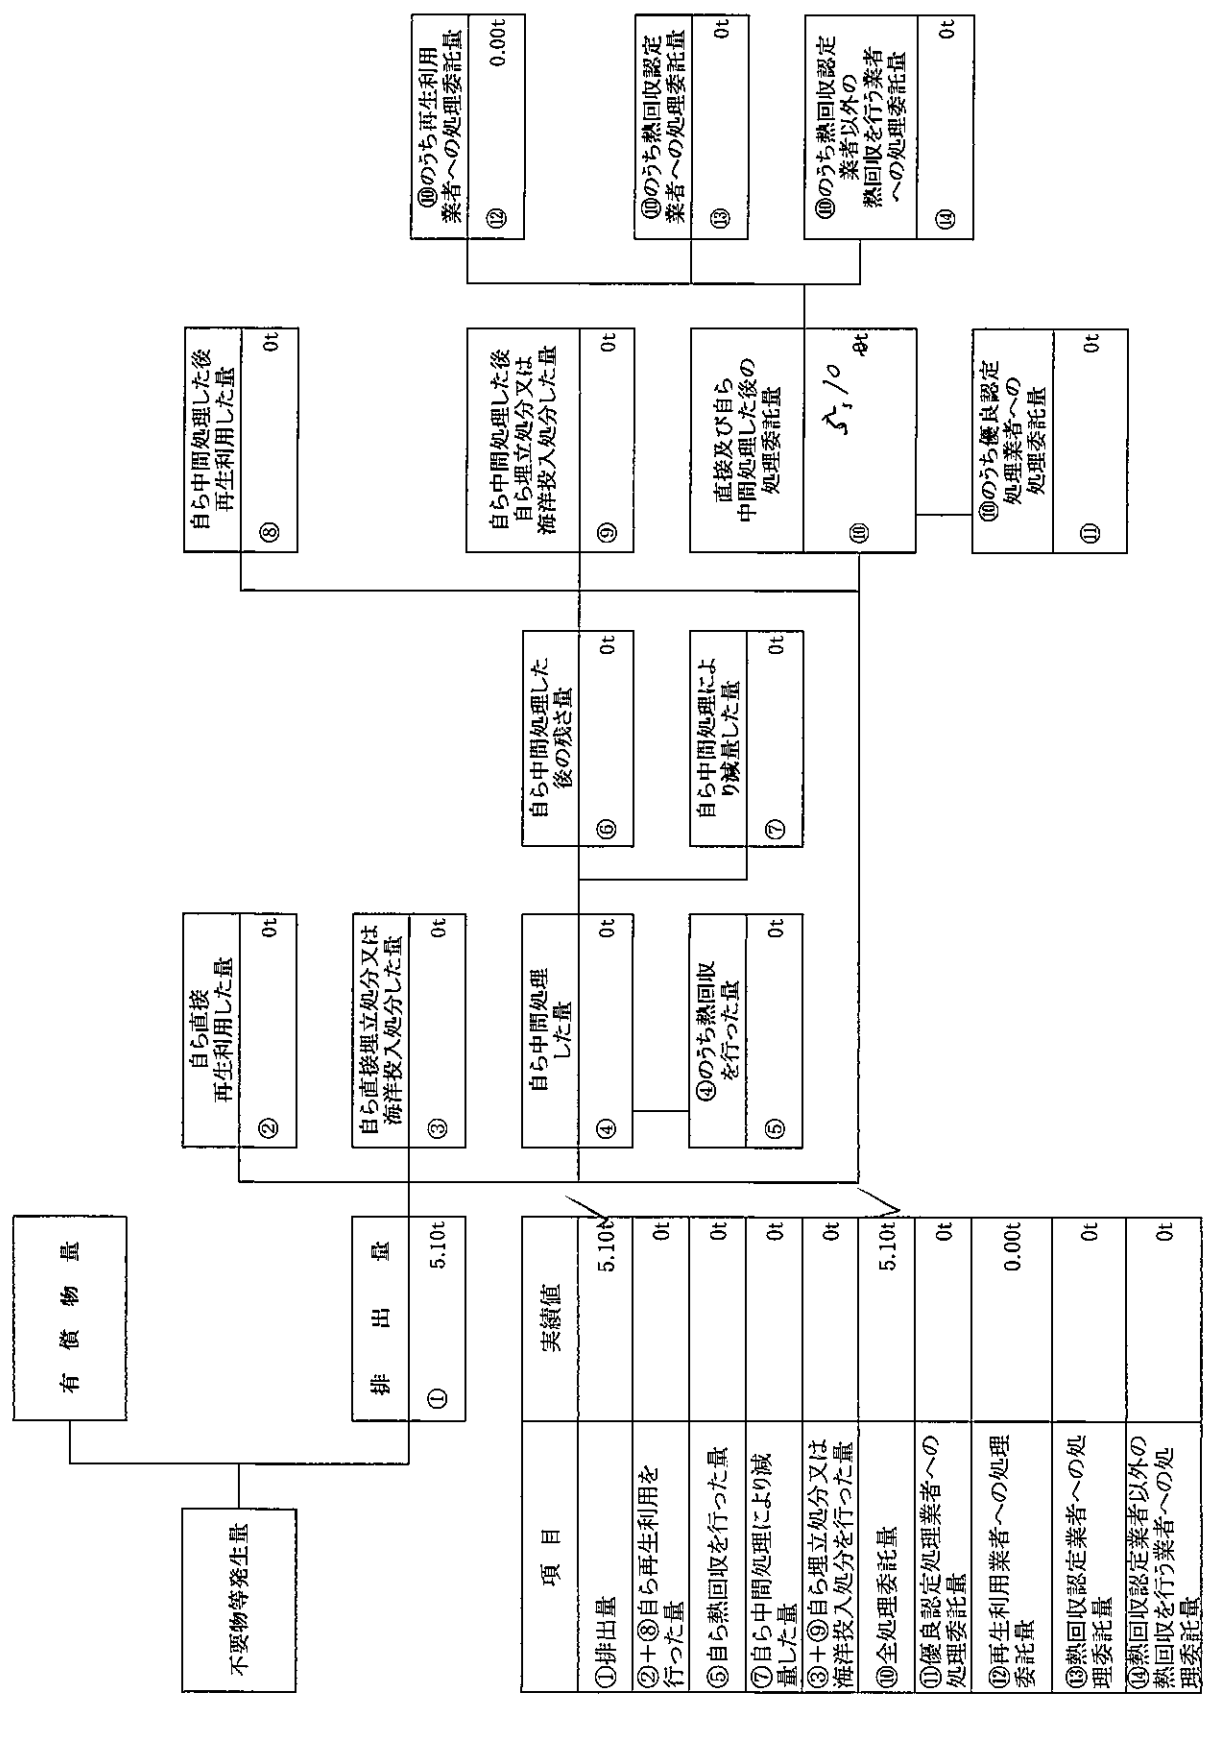 不要物等発生量
有償物量
排出量
① 5.10t
自ら直接
再生利用した量
② 0t
自ら直接埋立処分又は
海洋投入処分した量
③ 0t
自ら中間処理
した量
④ 0t
④のうち熱回収
を行った量
⑤ 0t
自ら中間処理した
後の残さ量
⑥ 0t
自ら中間処理によ
り減量した量
⑦ 0t
自ら中間処理した後
再生利用した量
⑧ 0t
自ら中間処理した後
自ら埋立処分又は
海洋投入処分した量
⑨ 0t
直接及び自ら
中間処理した後の
処理委託量
⑩ 5.10 0t
⑩のうち優良認定
処理業者への
処理委託量
⑪ 0t
⑩のうち再生利用
業者への処理委託量
⑫ 0.00t
⑩のうち熱回収認定
業者への処理委託量
⑬ 0t
⑩のうち熱回収認定
業者以外の
熱回収を行う業者
への処理委託量
⑭ 0t
項目 実績値
①排出量 5.10t
②+⑧自ら再生利用を
行った量 0t
⑤自ら熱回収を行った量 0t
⑦自ら中間処理により減
量した量 0t
③+⑨自ら埋立処分又は
海洋投入処分を行った量 0t
⑩全処理委託量 5.10t
⑪優良認定処理業者への
処理委託量 0t
⑫再生利用業者への処理
委託量 0.00t
⑬熱回収認定業者への処
理委託量 0t
⑭熱回収認定業者以外の
熱回収を行う業者への処
理委託量 0t